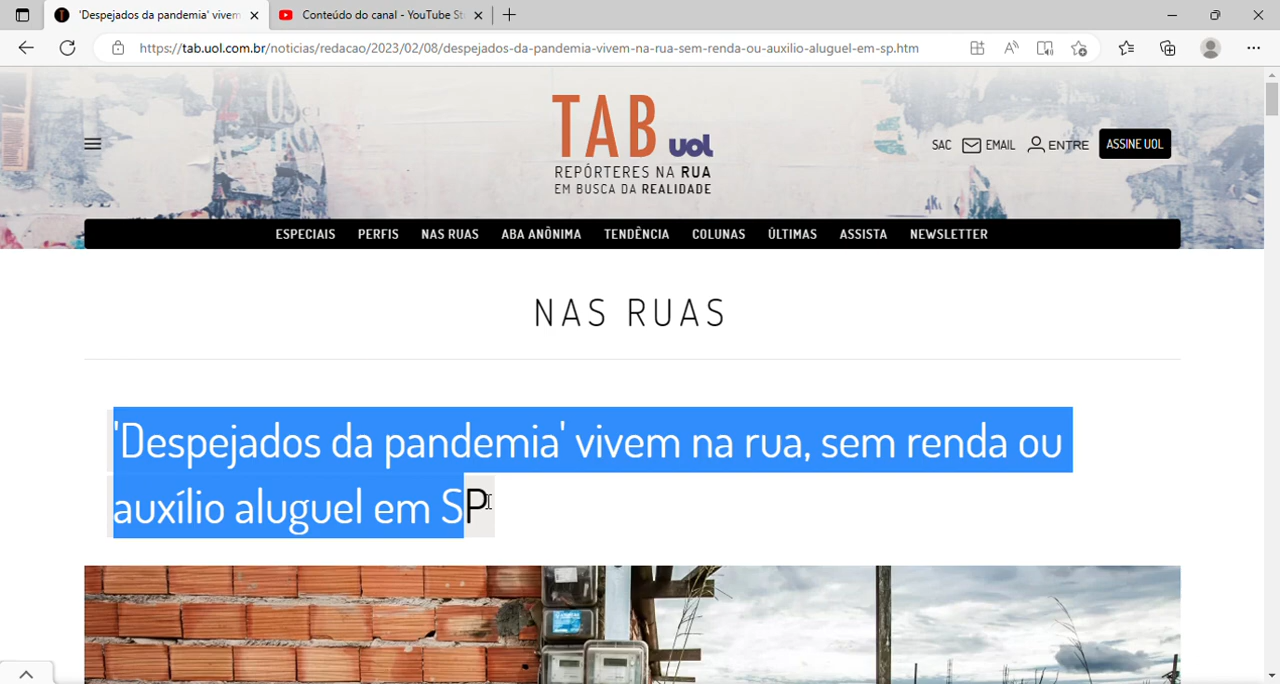 'Despejados da pandemia' vivem
Conteúdo do canal - YouTube St
https://tab.uol.com.br/noticias/redacao/2023/02/08/despejados-da-pandemia-vivem-na-rua-sem-renda-ou-auxilio-aluguel-em-sp.htm
TAB uol
REPÓRTERES NA RUA
EM BUSCA DA REALIDADE
SAC EMAIL ENTRE ASSINE UOL
ESPECIAIS PERFIS NAS RUAS ABA ANÔNIMA TENDÊNCIA COLUNAS ÚLTIMAS ASSISTA NEWSLETTER
NAS RUAS
'Despejados da pandemia' vivem na rua, sem renda ou
auxílio aluguel em SP